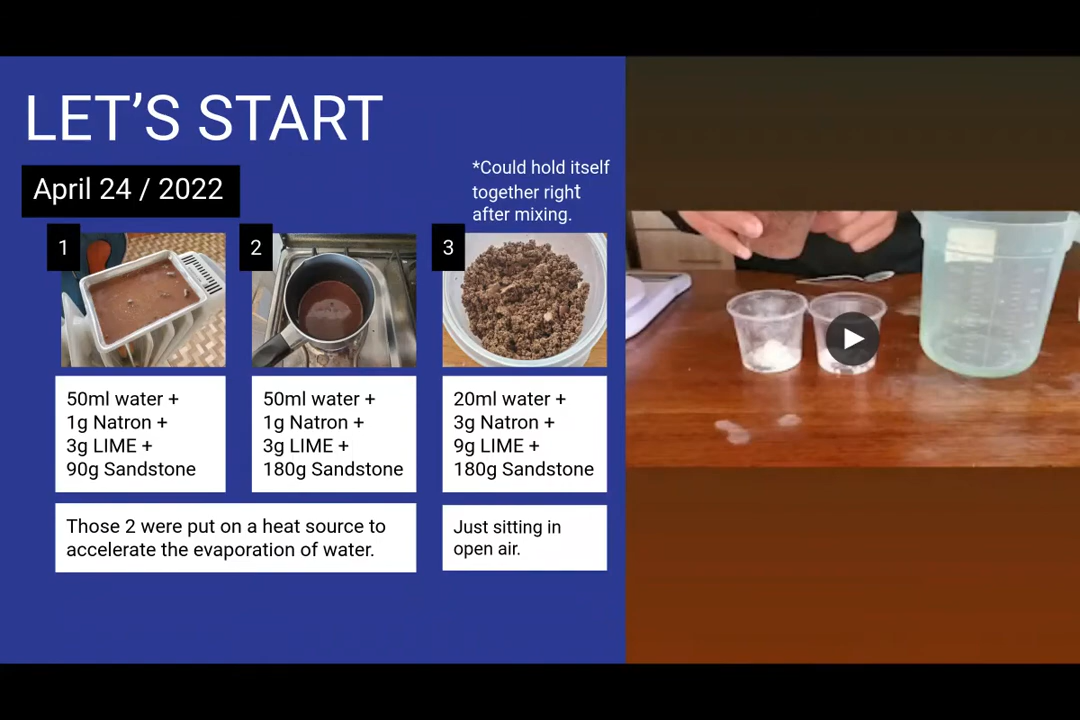 LET'S START
April 24 / 2022
*Could hold itself
together right
after mixing.
1
2
3
50ml water +
1g Natron +
3g LIME +
90g Sandstone
50ml water +
1g Natron +
3g LIME +
180g Sandstone
20ml water +
3g Natron +
9g LIME +
180g Sandstone
Those 2 were put on a heat source to
accelerate the evaporation of water.
Just sitting in
open air.